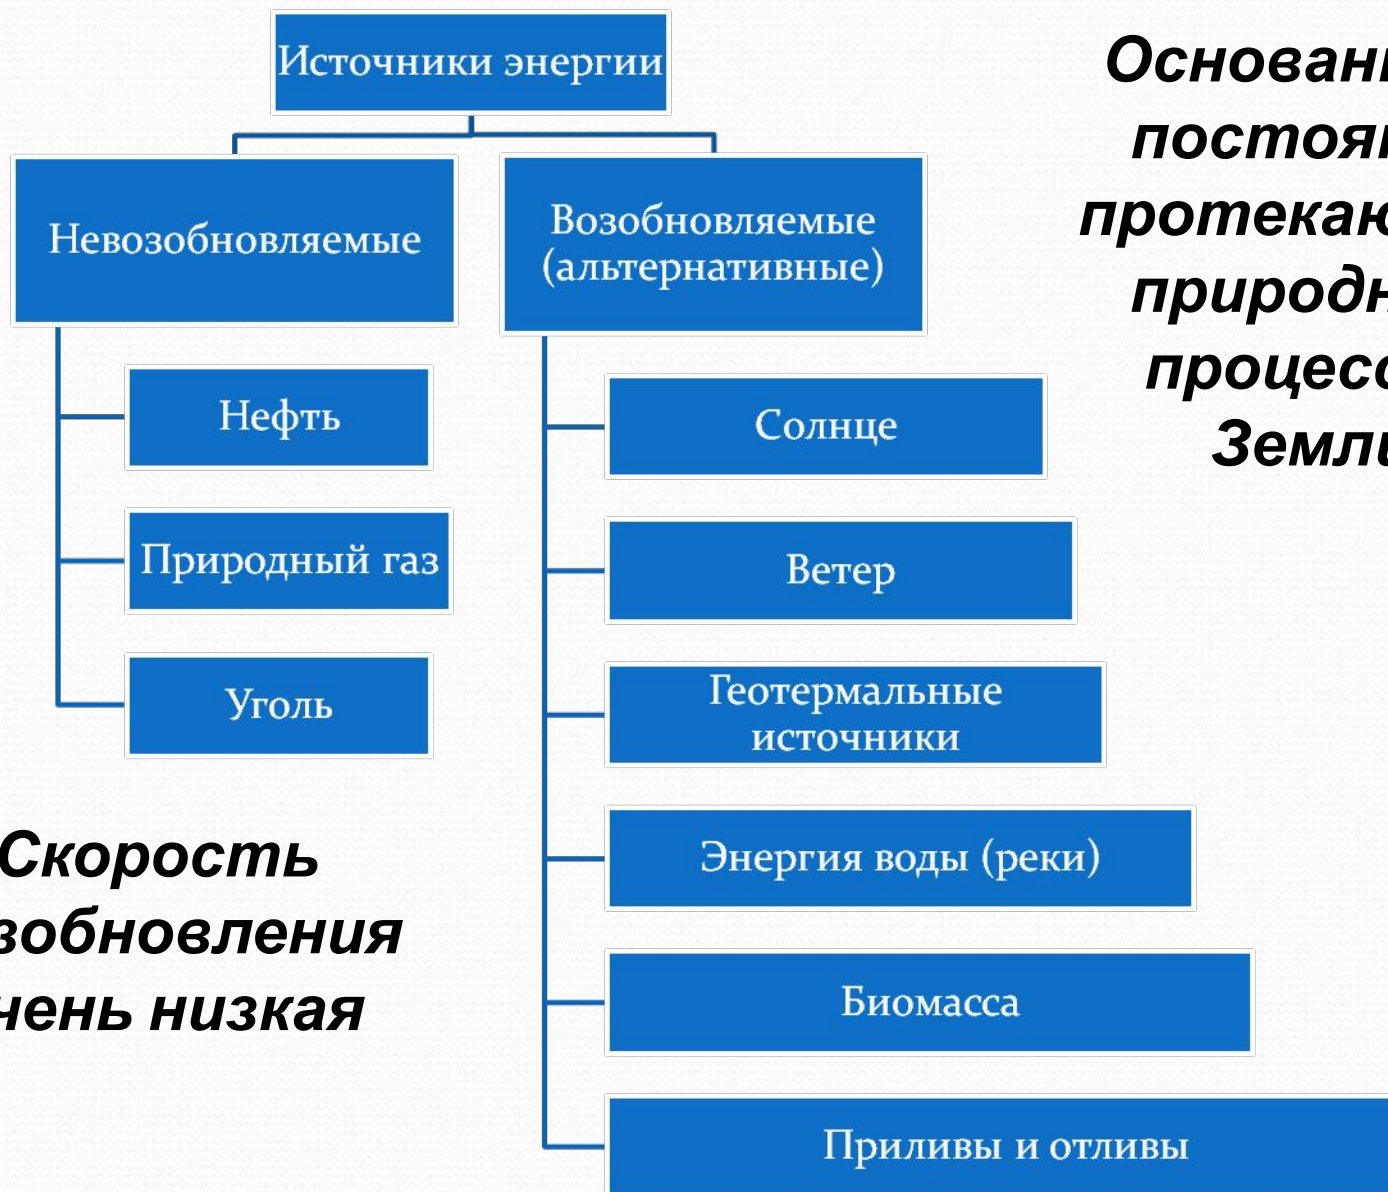 Источники энергии
Невозобновляемые
Нефть
Природный газ
Уголь
Скорость
низкая
Возобновляемые
(альтернативные)
Солнце
Ветер
Геотермальные
источники
Энергия воды (реки)
Биомасса
Приливы и отливы